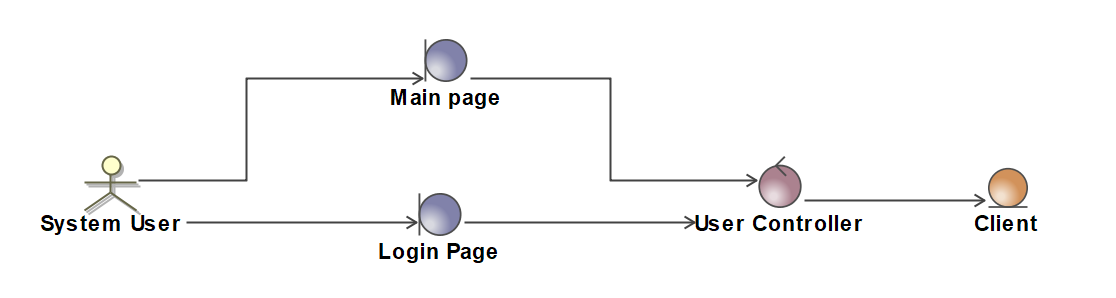 Main page
System User
User Controller
Client
Login Page